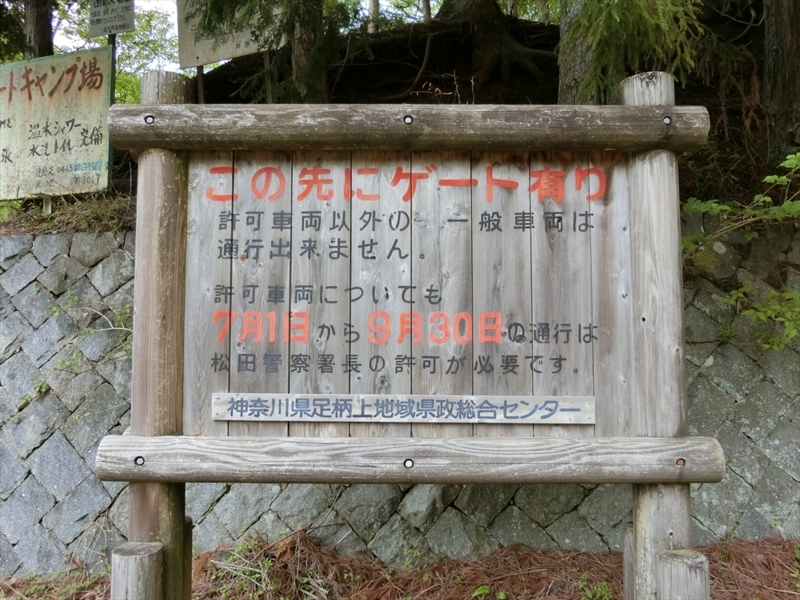 ートキャンプ場
温水シャワー
水洗トイレ
完備
この先にゲート有り
許可車両以外の 一般車両は
通行出来ません。
許可車両についても
7月1日から9月30日の通行は
松田警察署長の許可が必要です。
神奈川県足柄上地域県政総合センター